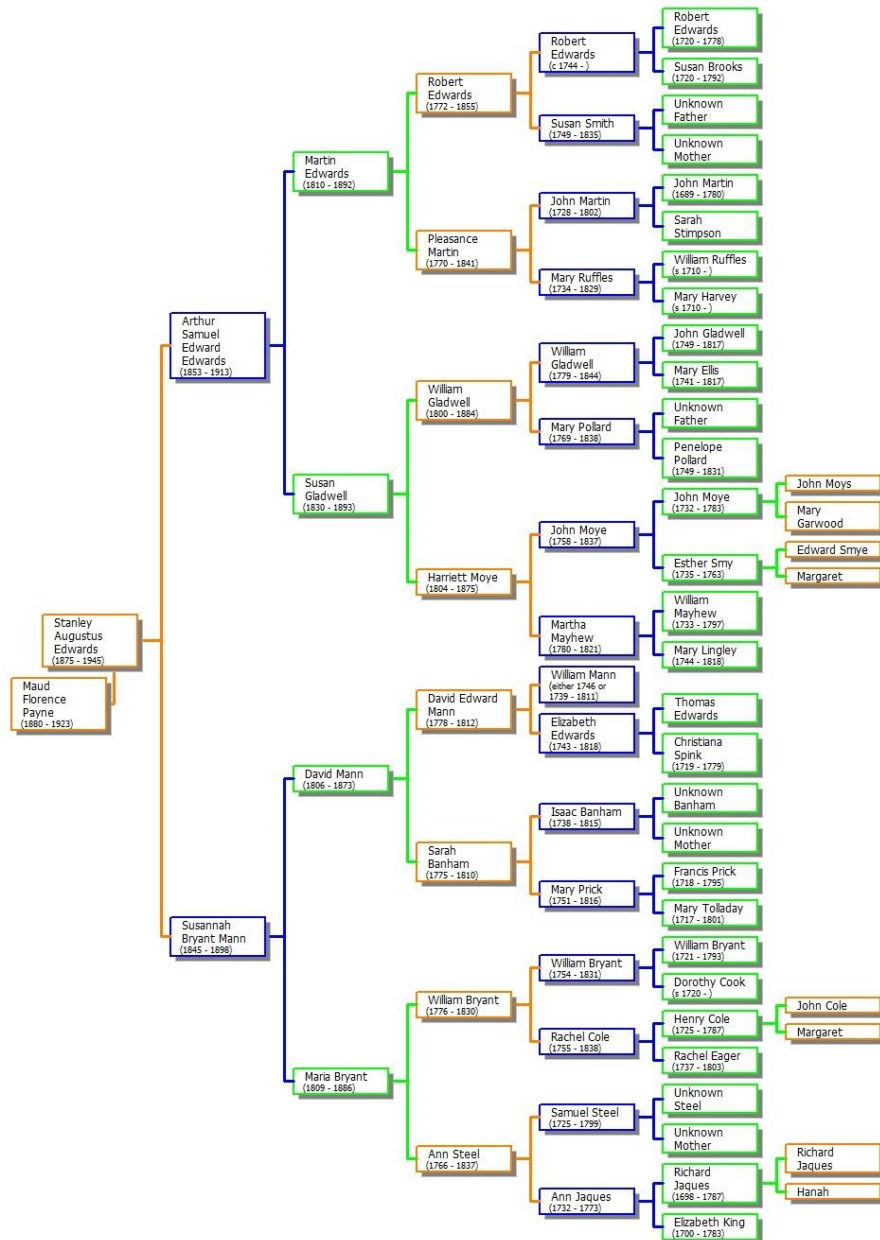 Robert
Edwards
(1720 - 1778)
Robert
Edwards
(c 1744 - )
Susan Brooks
(1720 - 1792)
Robert
Edwards
(1772 - 1855)
Unknown
Father
Susan Smith
(1749 - 1835)
Unknown
Mother
Martin
Edwards
(1810 - 1892)
John Martin
(1689 - 1780)
John Martin
(1728 - 1802)
Sarah
Stimpson
Pleasance
Martin
(1770 - 1841)
William Ruffles
(s 1710 - )
Mary Ruffles
(1734 - 1829)
Mary Harvey
(s 1710 - )
Arthur
Samuel
Edward
Edwards
(1853 - 1913)
John Gladwell
(1749 - 1817)
William
Gladwell
(1779 - 1844)
Mary Ellis
(1741 - 1817)
William
Gladwell
(1800 - 1884)
Unknown
Father
Mary Pollard
(1769 - 1838)
Penelope
Pollard
(1749 - 1831)
Susan
Gladwell
(1830 - 1893)
John Moye
(1732 - 1783)
John Moys
Mary
Garwood
John Moye
(1758 - 1837)
Esther Smy
(1735 - 1763)
Edward Smye
Margaret
Harriett Moye
(1804 - 1875)
William
Mayhew
(1733 - 1797)
Martha
Mayhew
(1780 - 1821)
Mary Lingley
(1744 - 1818)
Stanley
Augustus
Edwards
(1875 - 1945)
Maud
Florence
Payne
(1880 - 1923)
William Mann
(either 1746 or
1739 - 1811)
David Edward
Mann
(1778 - 1812)
Elizabeth
Edwards
(1743 - 1818)
Thomas
Edwards
Christiana
Spink
(1719 - 1779)
David Mann
(1806 - 1873)
Unknown
Banham
Isaac Banham
(1738 - 1815)
Unknown
Mother
Sarah
Banham
(1775 - 1810)
Francis Prick
(1718 - 1795)
Mary Prick
(1751 - 1816)
Mary Tolladay
(1717 - 1801)
Susannah
Bryant Mann
(1845 - 1898)
William Bryant
(1721 - 1793)
William Bryant
(1754 - 1831)
Dorothy Cook
(s 1720 - )
William Bryant
(1776 - 1830)
Henry Cole
(1725 - 1787)
John Cole
Margaret
Rachel Cole
(1755 - 1838)
Rachel Eager
(1737 - 1803)
Maria Bryant
(1809 - 1886)
Unknown
Steel
Samuel Steel
(1725 - 1799)
Unknown
Mother
Ann Steel
(1766 - 1837)
Richard
Jaques
(1698 - 1787)
Richard
Jaques
Hanah
Ann Jaques
(1732 - 1773)
Elizabeth King
(1700 - 1783)